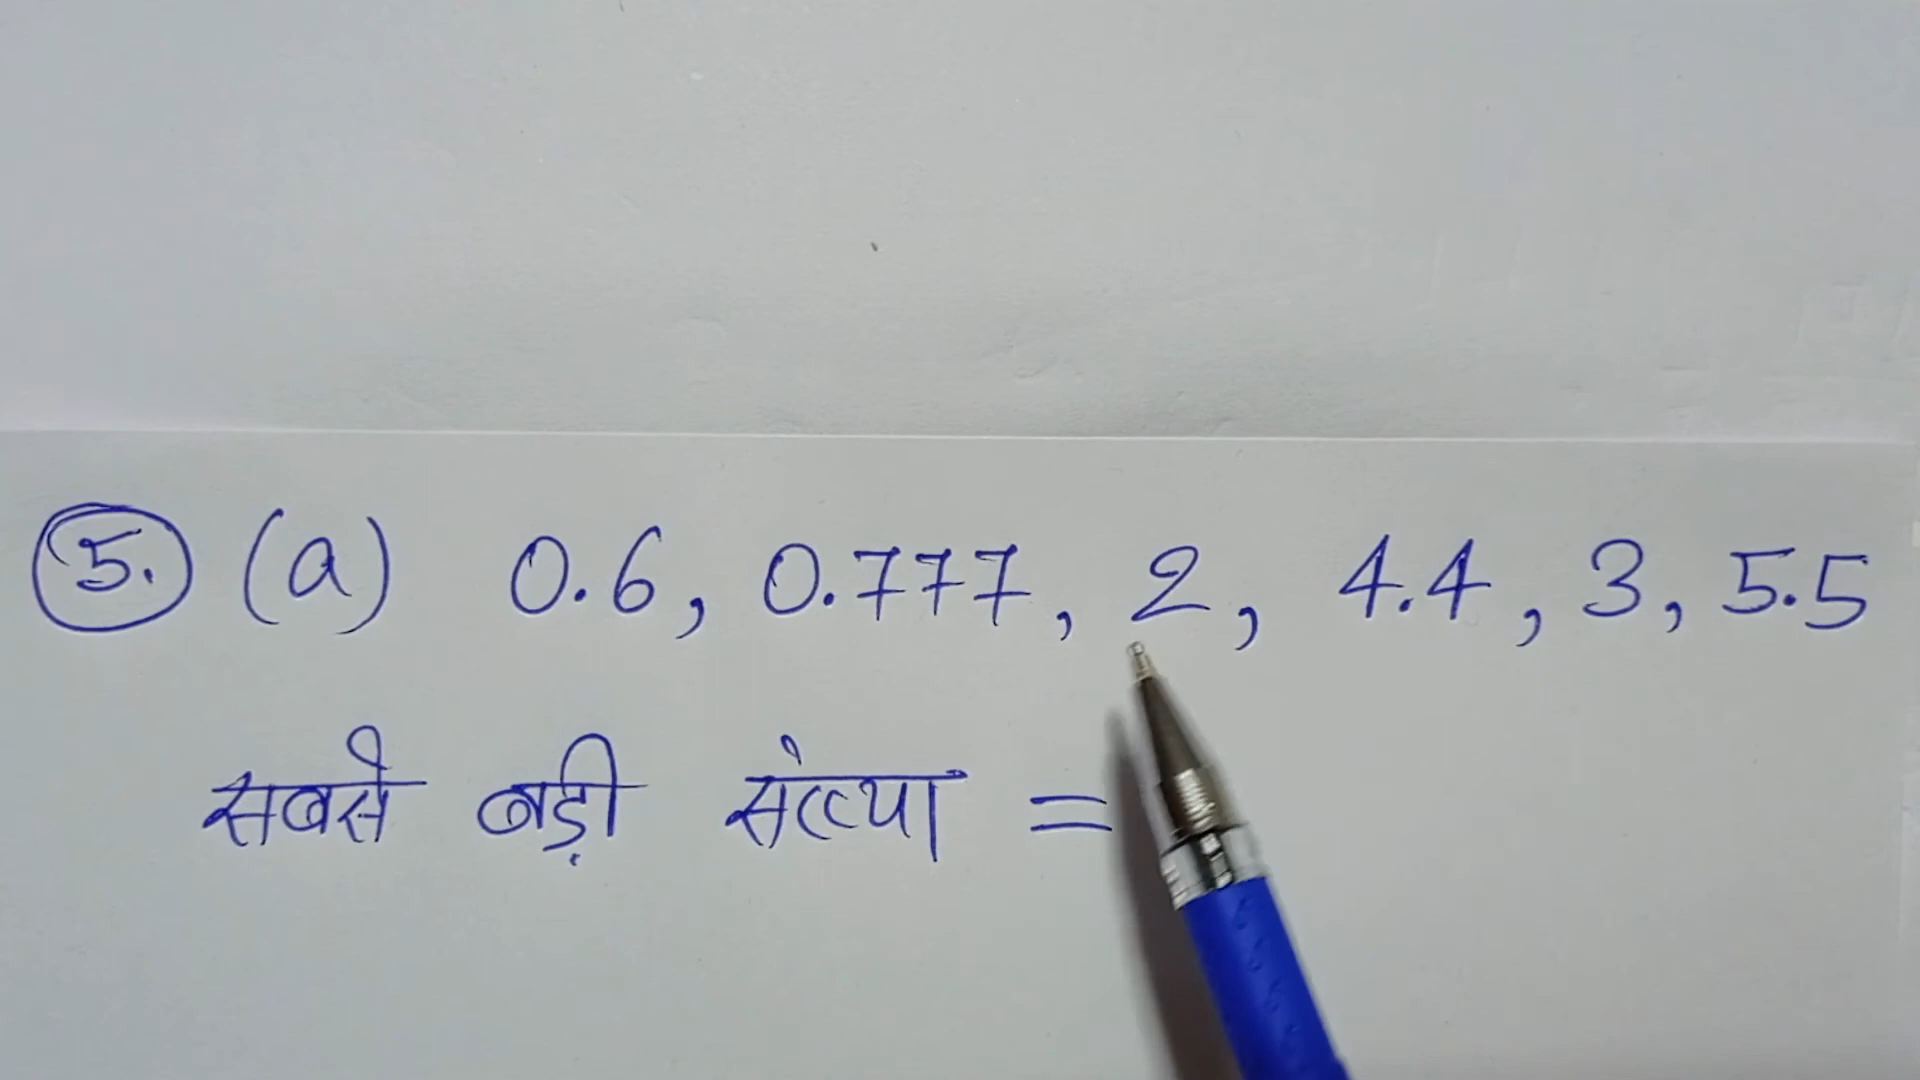 5. (a) 0.6, 0.777, 2, 4.4, 3, 5.5
सबसे बड़ी संख्या =